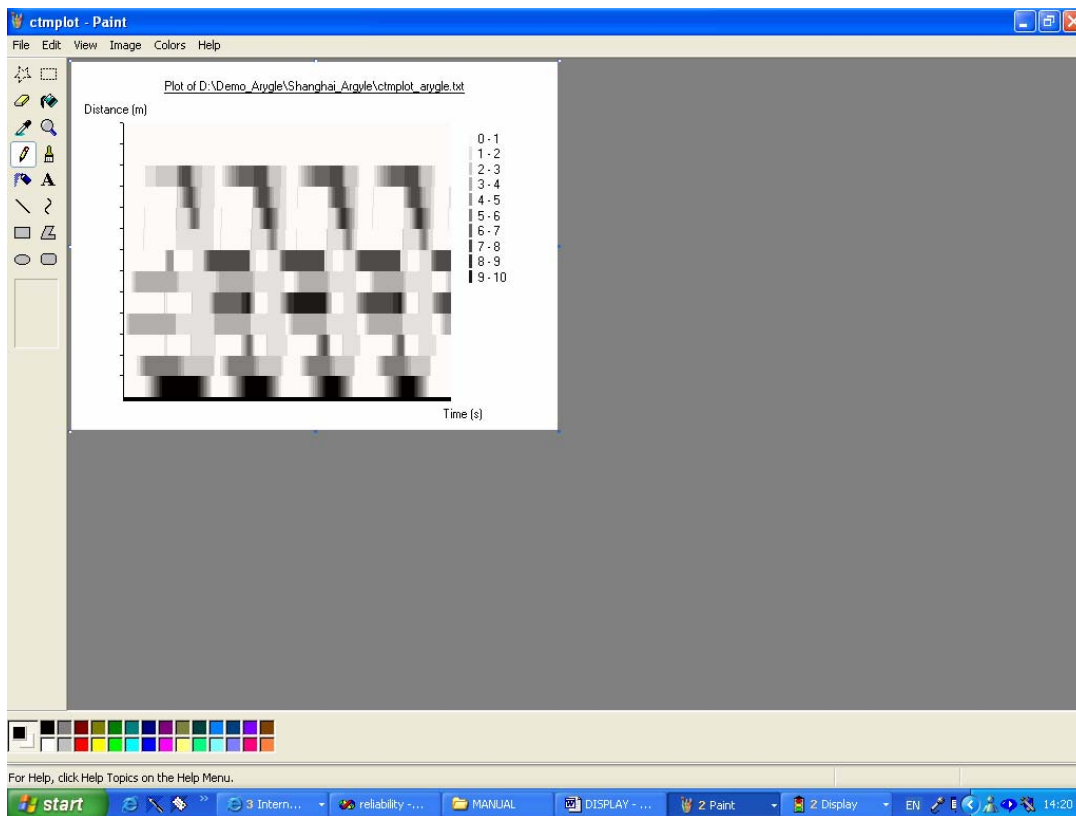 ctmplot - Paint
File Edit View Image Colors Help
Plot of D:\Demo_Arygle\Shanghai_Argyle\ctmplot_arygle.txt
Distance (m)
0 - 1
1 - 2
2 - 3
3 - 4
4 - 5
5 - 6
6 - 7
7 - 8
8 - 9
9 - 10
Time (s)
A
For Help, click Help Topics on the Help Menu.
start
3 Intern...
reliability -...
MANUAL
DISPLAY - ...
2 Paint
2 Display
EN
14:20